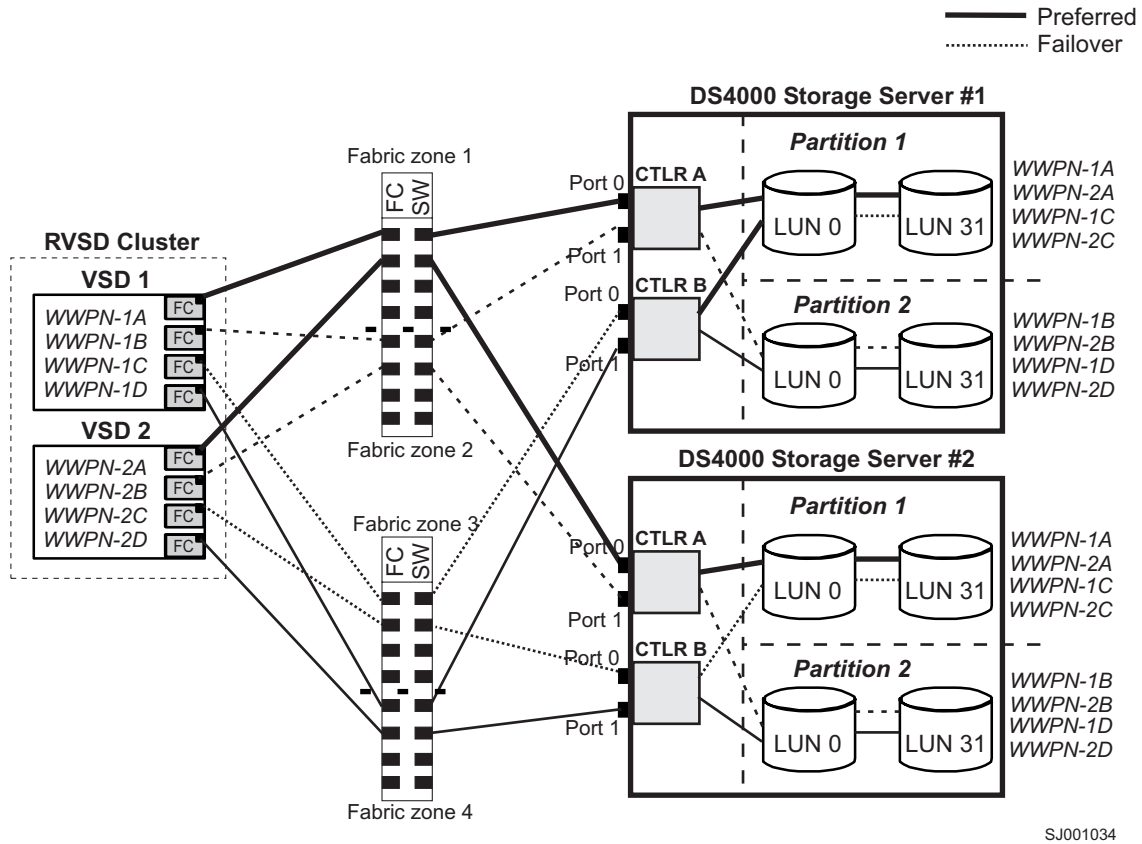 Preferred
Failover
DS4000 Storage Server #1
Fabric zone 1
FC SW
Fabric zone 2
RVSD Cluster
VSD 1
WWPN-1A
WWPN-1B
WWPN-1C
WWPN-1D
FC
FC
FC
FC
VSD 2
WWPN-2A
WWPN-2B
WWPN-2C
WWPN-2D
FC
FC
FC
FC
Fabric zone 3
FC SW
Fabric zone 4
Port 0
CTLR A
Port 1
Port 0
CTLR B
Port 1
Partition 1
LUN 0
LUN 31
WWPN-1A
WWPN-2A
WWPN-1C
WWPN-2C
Partition 2
LUN 0
LUN 31
WWPN-1B
WWPN-2B
WWPN-1D
WWPN-2D
DS4000 Storage Server #2
Port 0
CTLR A
Port 1
Port 0
CTLR B
Port 1
Partition 1
LUN 0
LUN 31
WWPN-1A
WWPN-2A
WWPN-1C
WWPN-2C
Partition 2
LUN 0
LUN 31
WWPN-1B
WWPN-2B
WWPN-1D
WWPN-2D
SJ001034